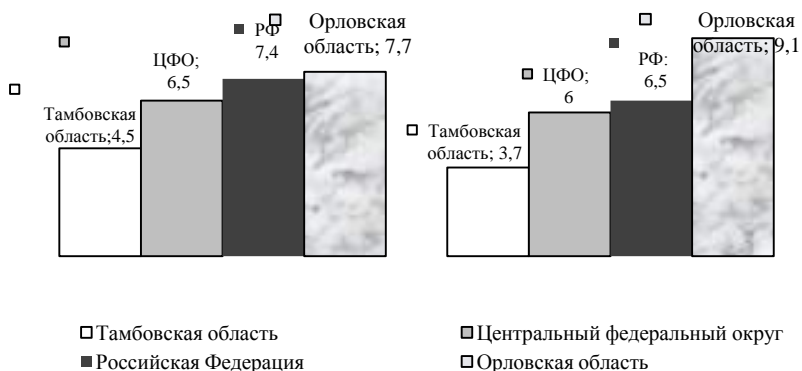 Тамбовская
область;4,5
ЦФО;
6,5
РФ
7,4
Орловская
область; 7,7
Тамбовская
область; 3,7
ЦФО;
6
РФ:
6,5
Орловская
область; 9,1
Тамбовская область
Центральный федеральный округ
Российская Федерация
Орловская область